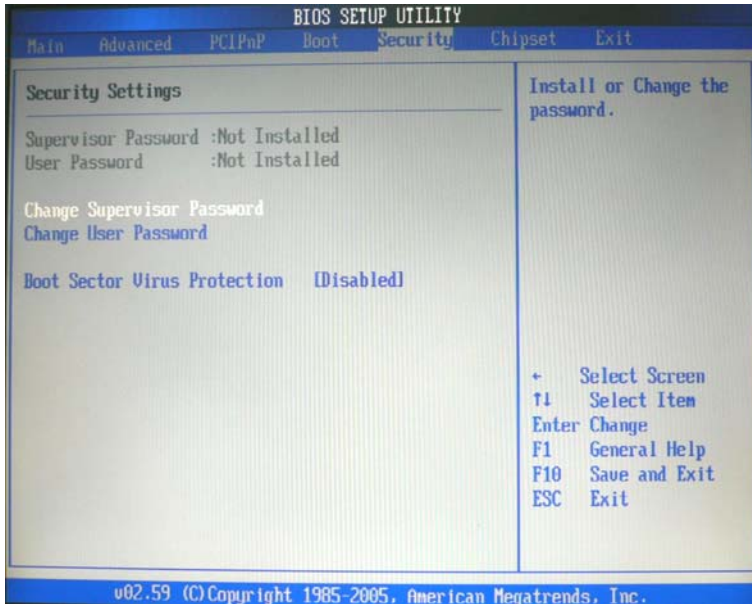 BIOS SETUP UTILITY
Main Advanced PCIPnP Boot Security Chipset Exit
Security Settings
Supervisor Password :Not Installed
User Password :Not Installed
Change Supervisor Password
Change User Password
Boot Sector Virus Protection [Disabled]
Install or Change the
password.
← Select Screen
↑↓ Select Item
Enter Change
F1 General Help
F10 Save and Exit
ESC Exit
v02.59 (C)Copyright 1985-2005, American Megatrends, Inc.